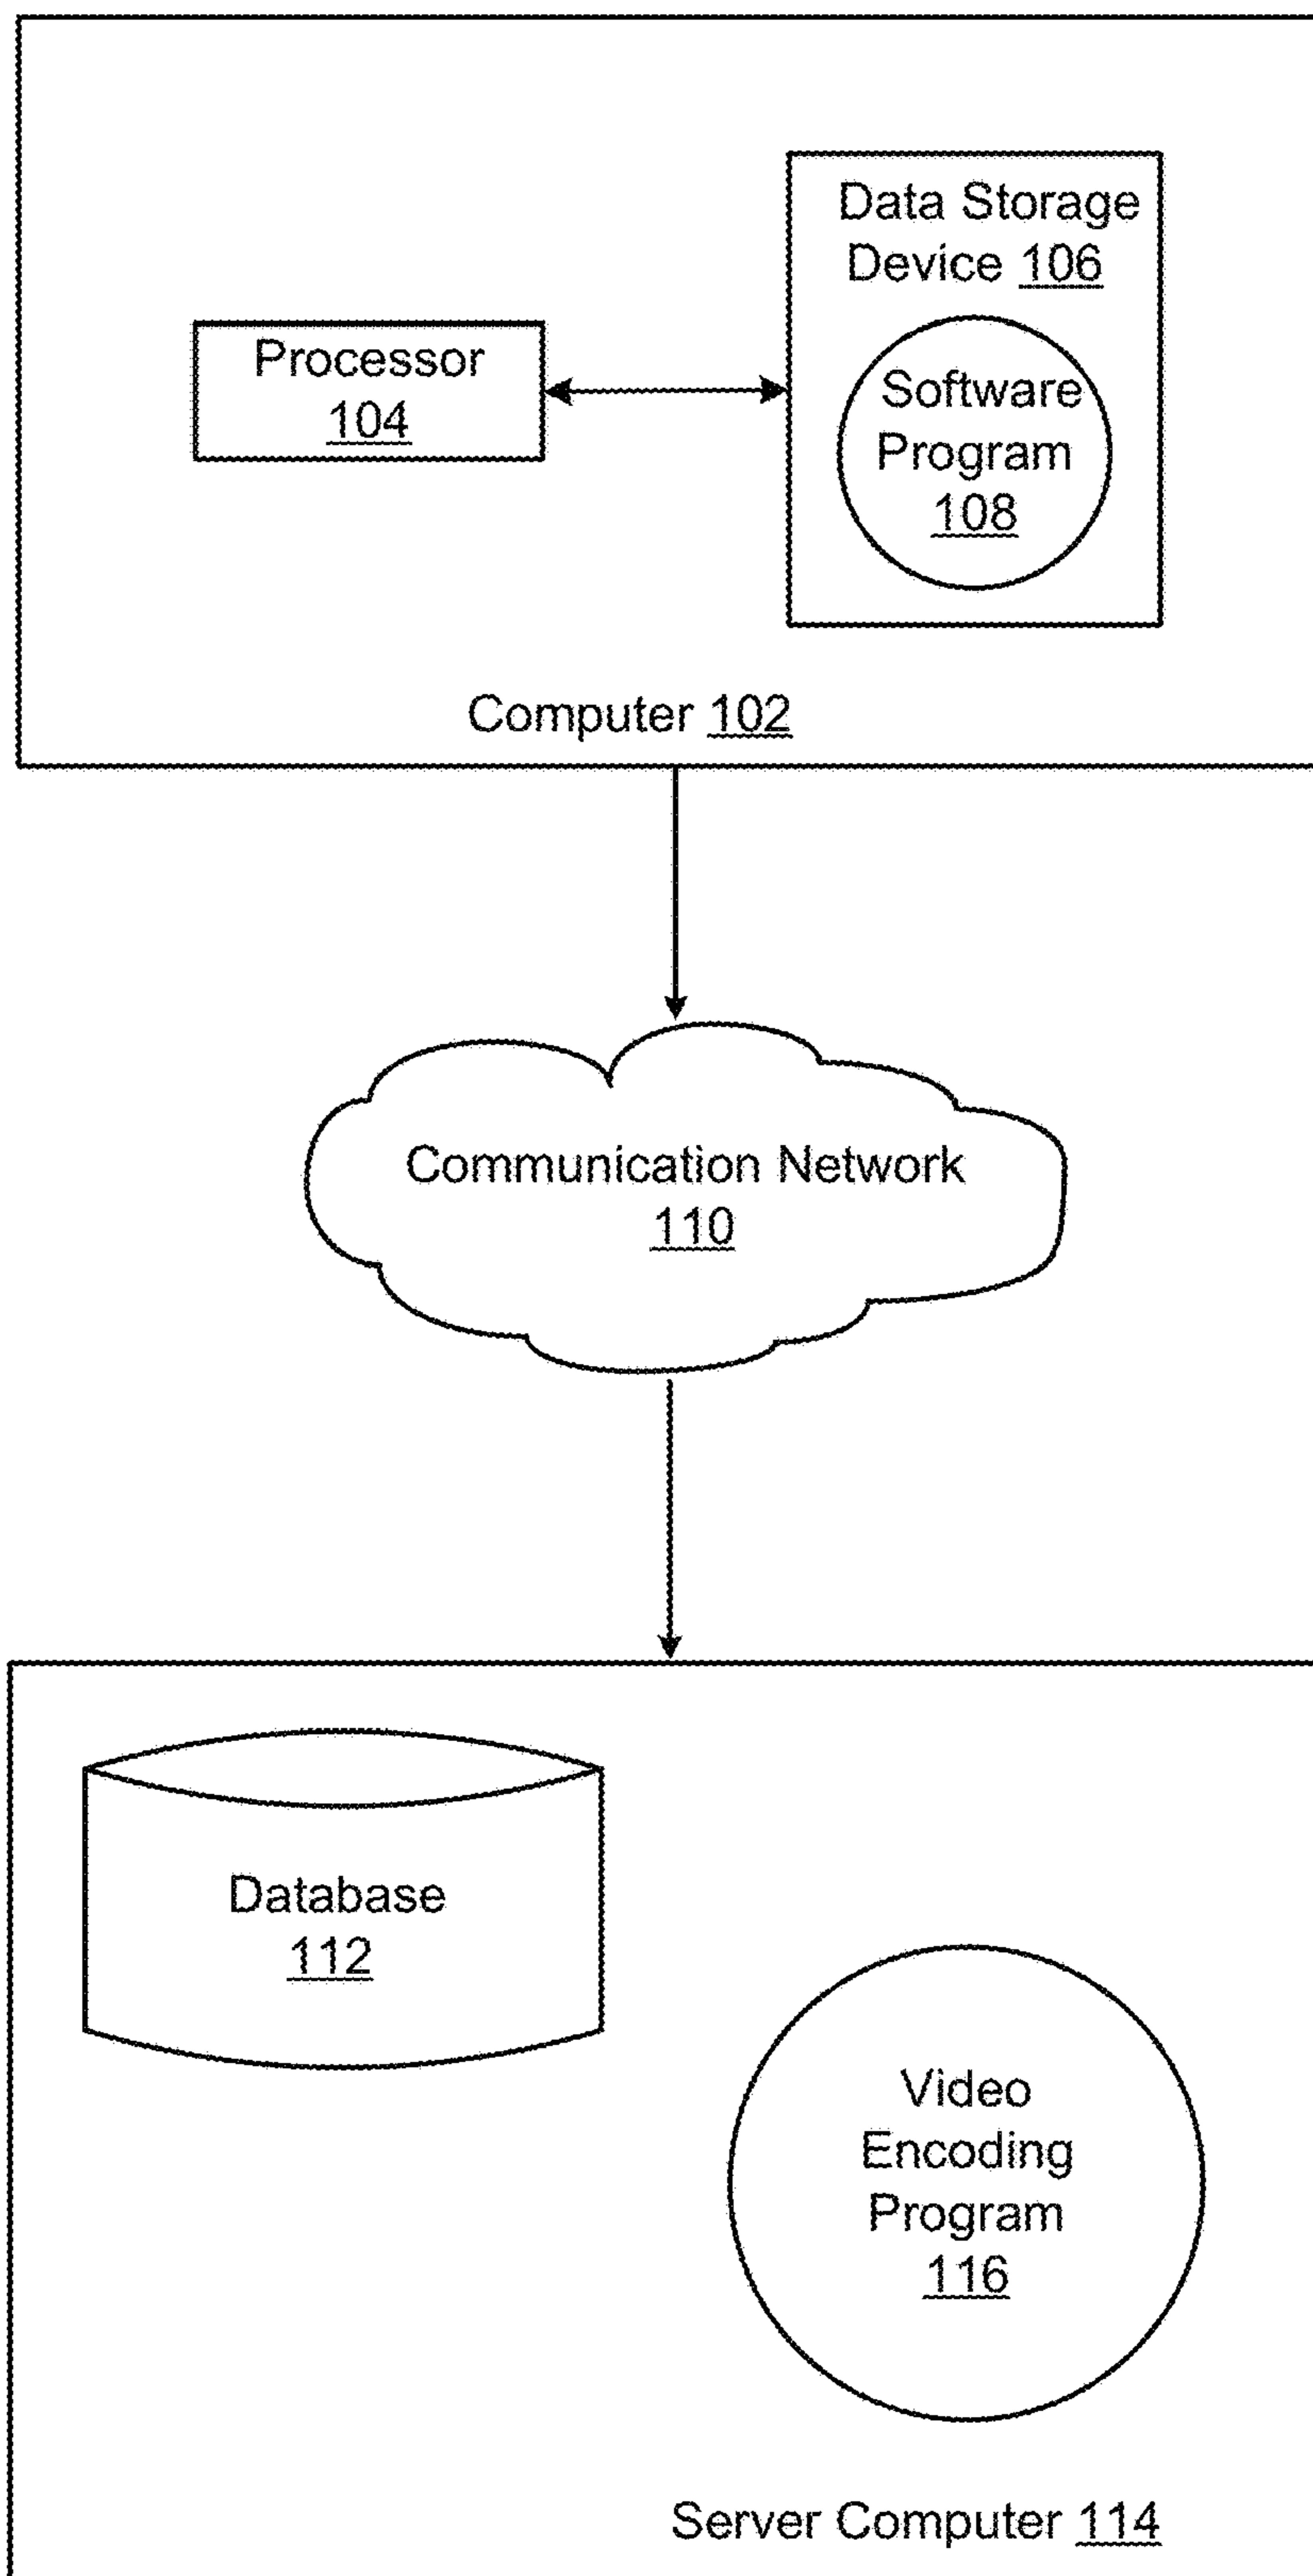 Data Storage
Device 106
Processor
104
Software
Program
108
Computer 102
Communication Network
110
Database
112
Video
Encoding
Program
116
Server Computer 114